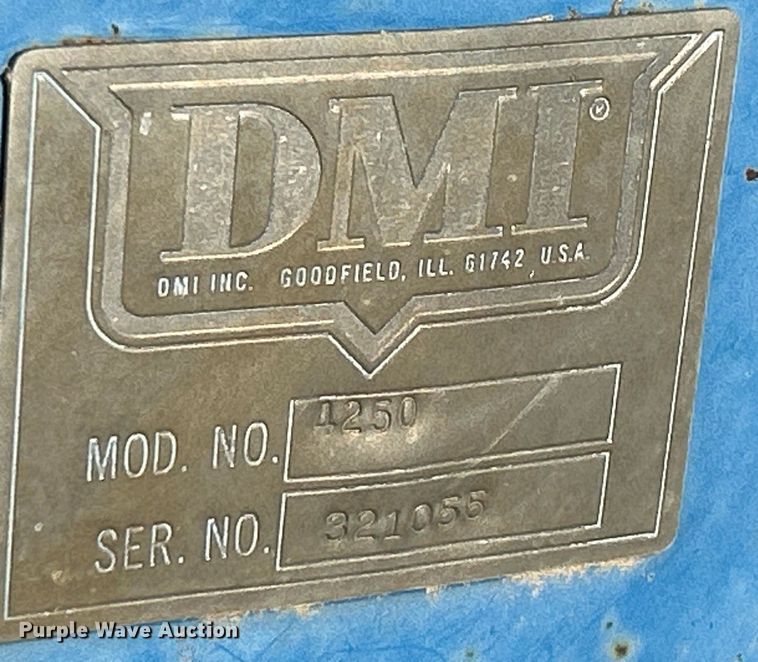 DMI®
DMI INC. GOODFIELD, ILL. 61742 U.S.A.
MOD. NO. 4250
SER. NO. 321055
Purple Wave Auction